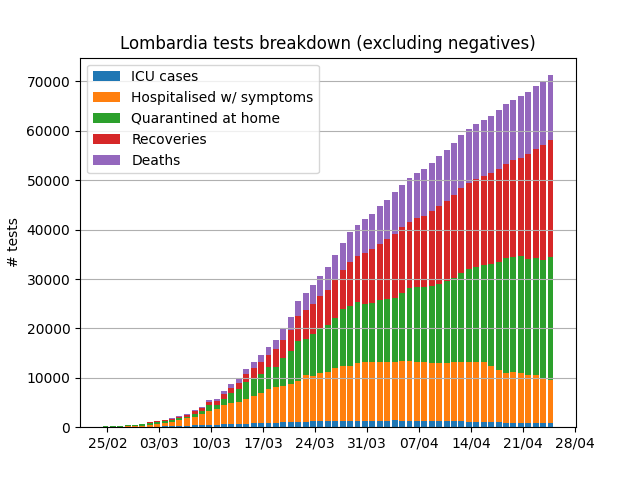 Lombardia tests breakdown (excluding negatives)
ICU cases
Hospitalised w/ symptoms
Quarantined at home
Recoveries
Deaths
# tests
70000
60000
50000
40000
30000
20000
10000
0
25/02 03/03 10/03 17/03 24/03 31/03 07/04 14/04 21/04 28/04